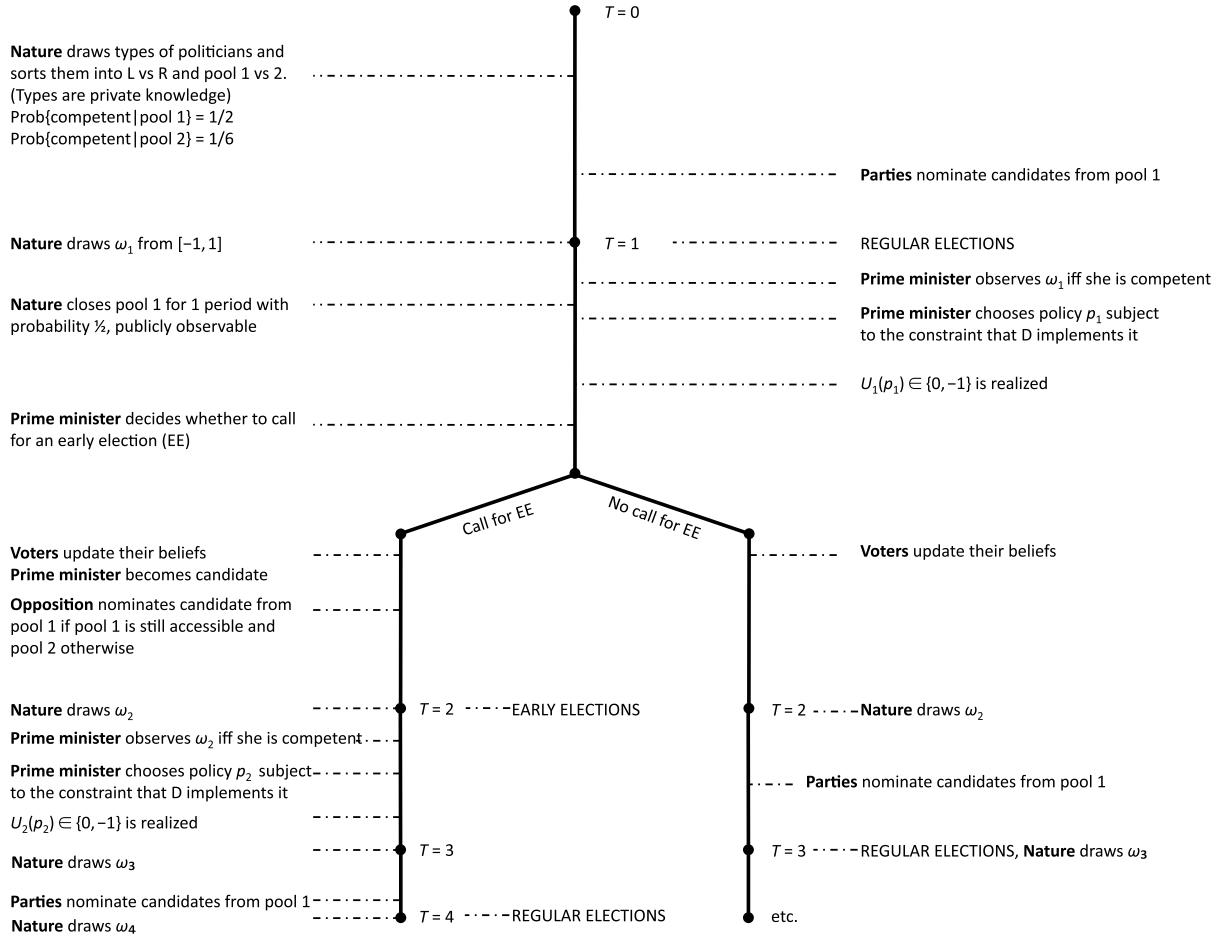 T = 0
Nature draws types of politicians and
sorts them into L vs R and pool 1 vs 2.
(Types are private knowledge)
Prob{competent|pool 1} = 1/2
Prob{competent|pool 2} = 1/6
Parties nominate candidates from pool 1
Nature draws ω₁ from [−1, 1]
T = 1
REGULAR ELECTIONS
Prime minister observes ω₁ iff she is competent
Nature closes pool 1 for 1 period with
probability ½, publicly observable
Prime minister chooses policy p₁ subject
to the constraint that D implements it
U₁(p₁) ∈ {0, −1} is realized
Prime minister decides whether to call
for an early election (EE)
Call for EE
No call for EE
Voters update their beliefs
Prime minister becomes candidate
Voters update their beliefs
Opposition nominates candidate from
pool 1 if pool 1 is still accessible and
pool 2 otherwise
Nature draws ω₂
T = 2
EARLY ELECTIONS
T = 2
Nature draws ω₂
Prime minister observes ω₂ iff she is competent
Prime minister chooses policy p₂ subject
to the constraint that D implements it
Parties nominate candidates from pool 1
U₂(p₂) ∈ {0, −1} is realized
Nature draws ω₃
T = 3
T = 3
REGULAR ELECTIONS, Nature draws ω₃
Parties nominate candidates from pool 1
Nature draws ω₄
T = 4
REGULAR ELECTIONS
etc.